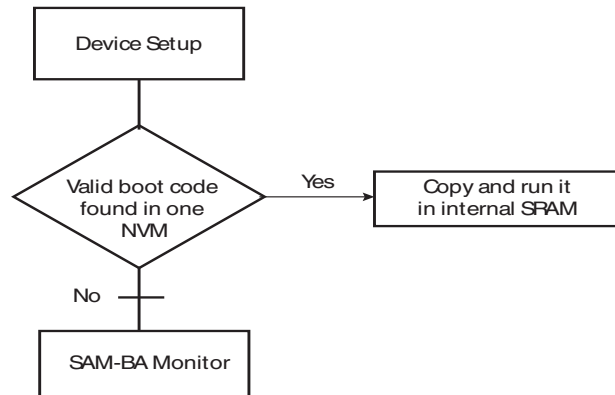 Device Setup
Valid boot code
found in one
NVM
Yes
Copy and run it
in internal SRAM
No
SAM-BA Monitor